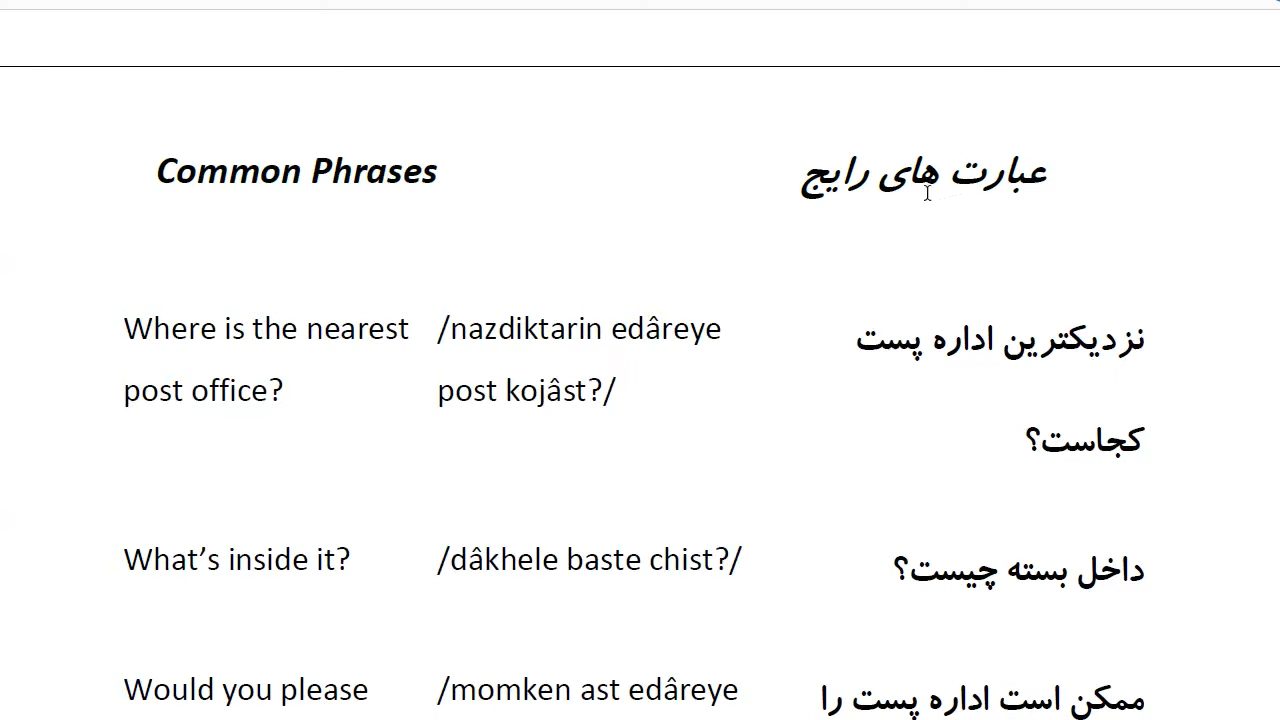 Common Phrases عبارت های رایج
Where is the nearest /nazdiktarin edâreye نزدیکترین اداره پست
post office? post kojâst?/
کجاست؟
What’s inside it? /dâkhele baste chist?/ داخل بسته چیست؟
Would you please /momken ast edâreye ممکن است اداره پست را